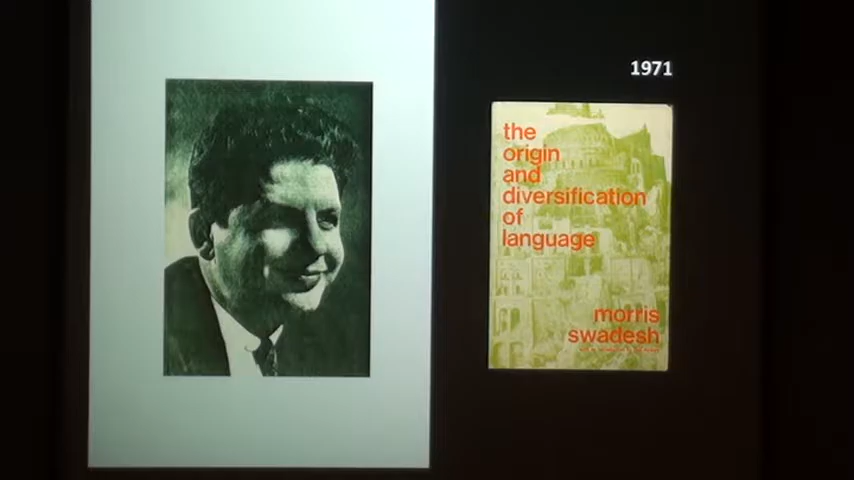 1971
the
origin
and
diversification
of
language
morris
swadesh